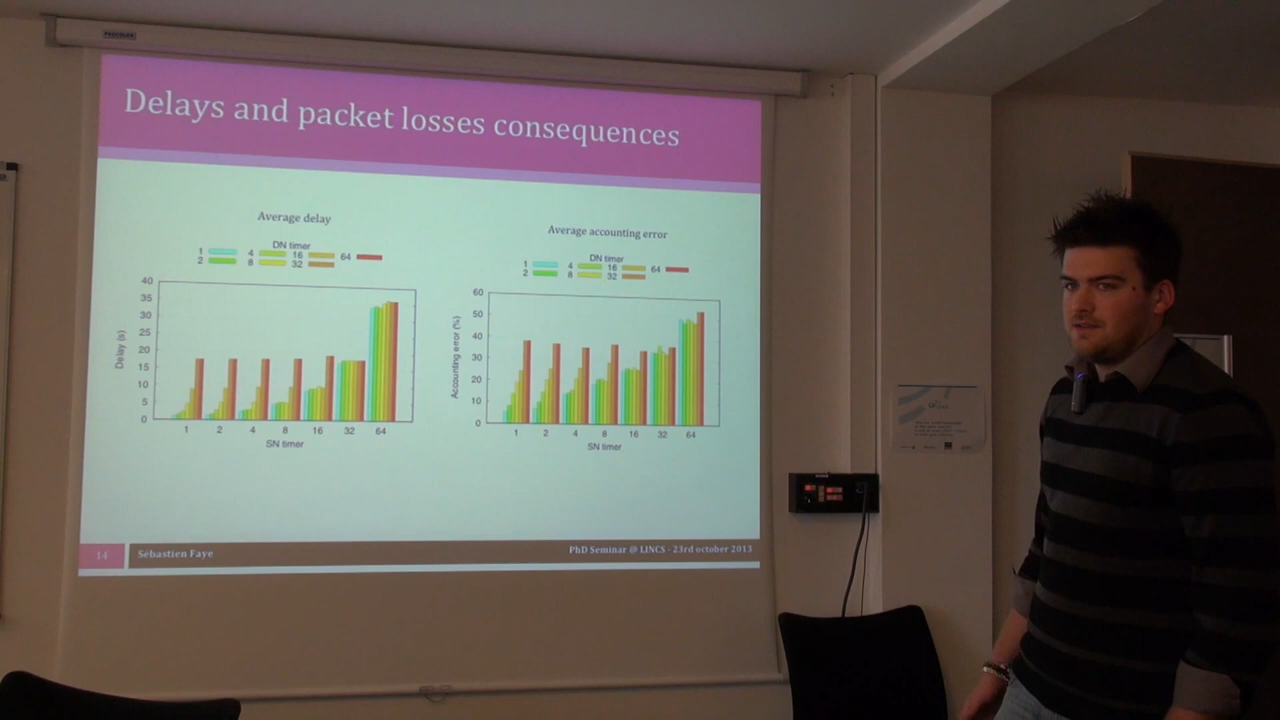 PROCOLOR
Delays and packet losses consequences
Average delay
DN timer
1 4 16 64
2 8 32
40
35
30
25
20
15
10
5
0
Delay (s)
1 2 4 8 16 32 64
SN timer
Average accounting error
DN timer
1 4 16 64
2 8 32
60
50
40
30
20
10
0
Accounting error (%)
1 2 4 8 16 32 64
SN timer
14 Sébastien Faye PhD Seminar @ LINCS - 23rd october 2013